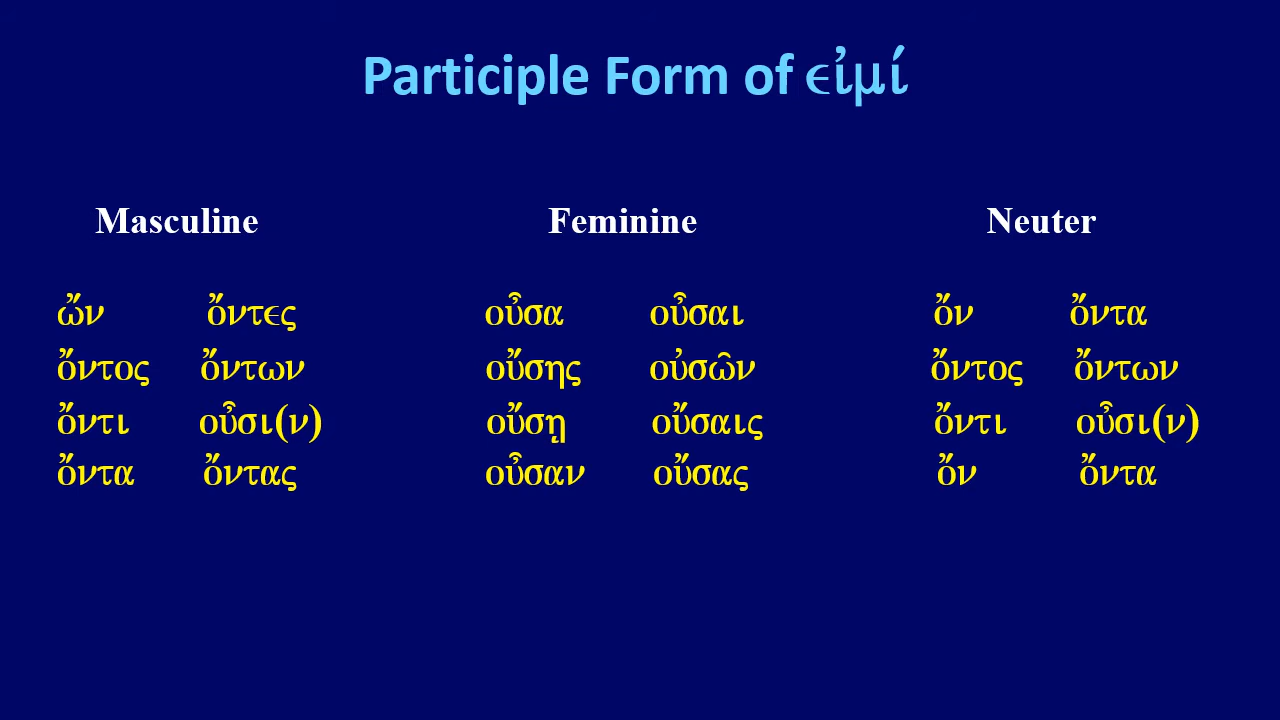 Participle Form of εἰμί
Masculine Feminine Neuter
ὤν ὄντες οὖσα οὖσαι ὄν ὄντα
ὄντος ὄντων οὔσης οὐσῶν ὄντος ὄντων
ὄντι οὖσι(ν) οὔσῃ οὔσαις ὄντι οὖσι(ν)
ὄντα ὄντας οὖσαν οὔσας ὄν ὄντα